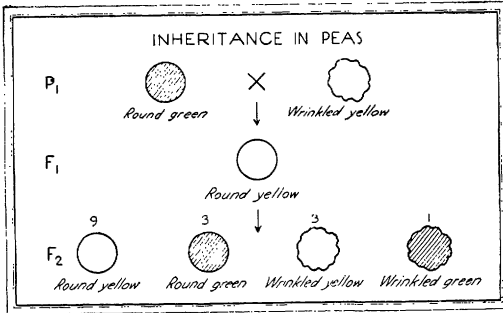 INHERITANCE IN PEAS
P1 ×
Round green Wrinkled yellow
F1
Round yellow
9 3 3 1
F2
Round yellow Round green Wrinkled yellow Wrinkled green